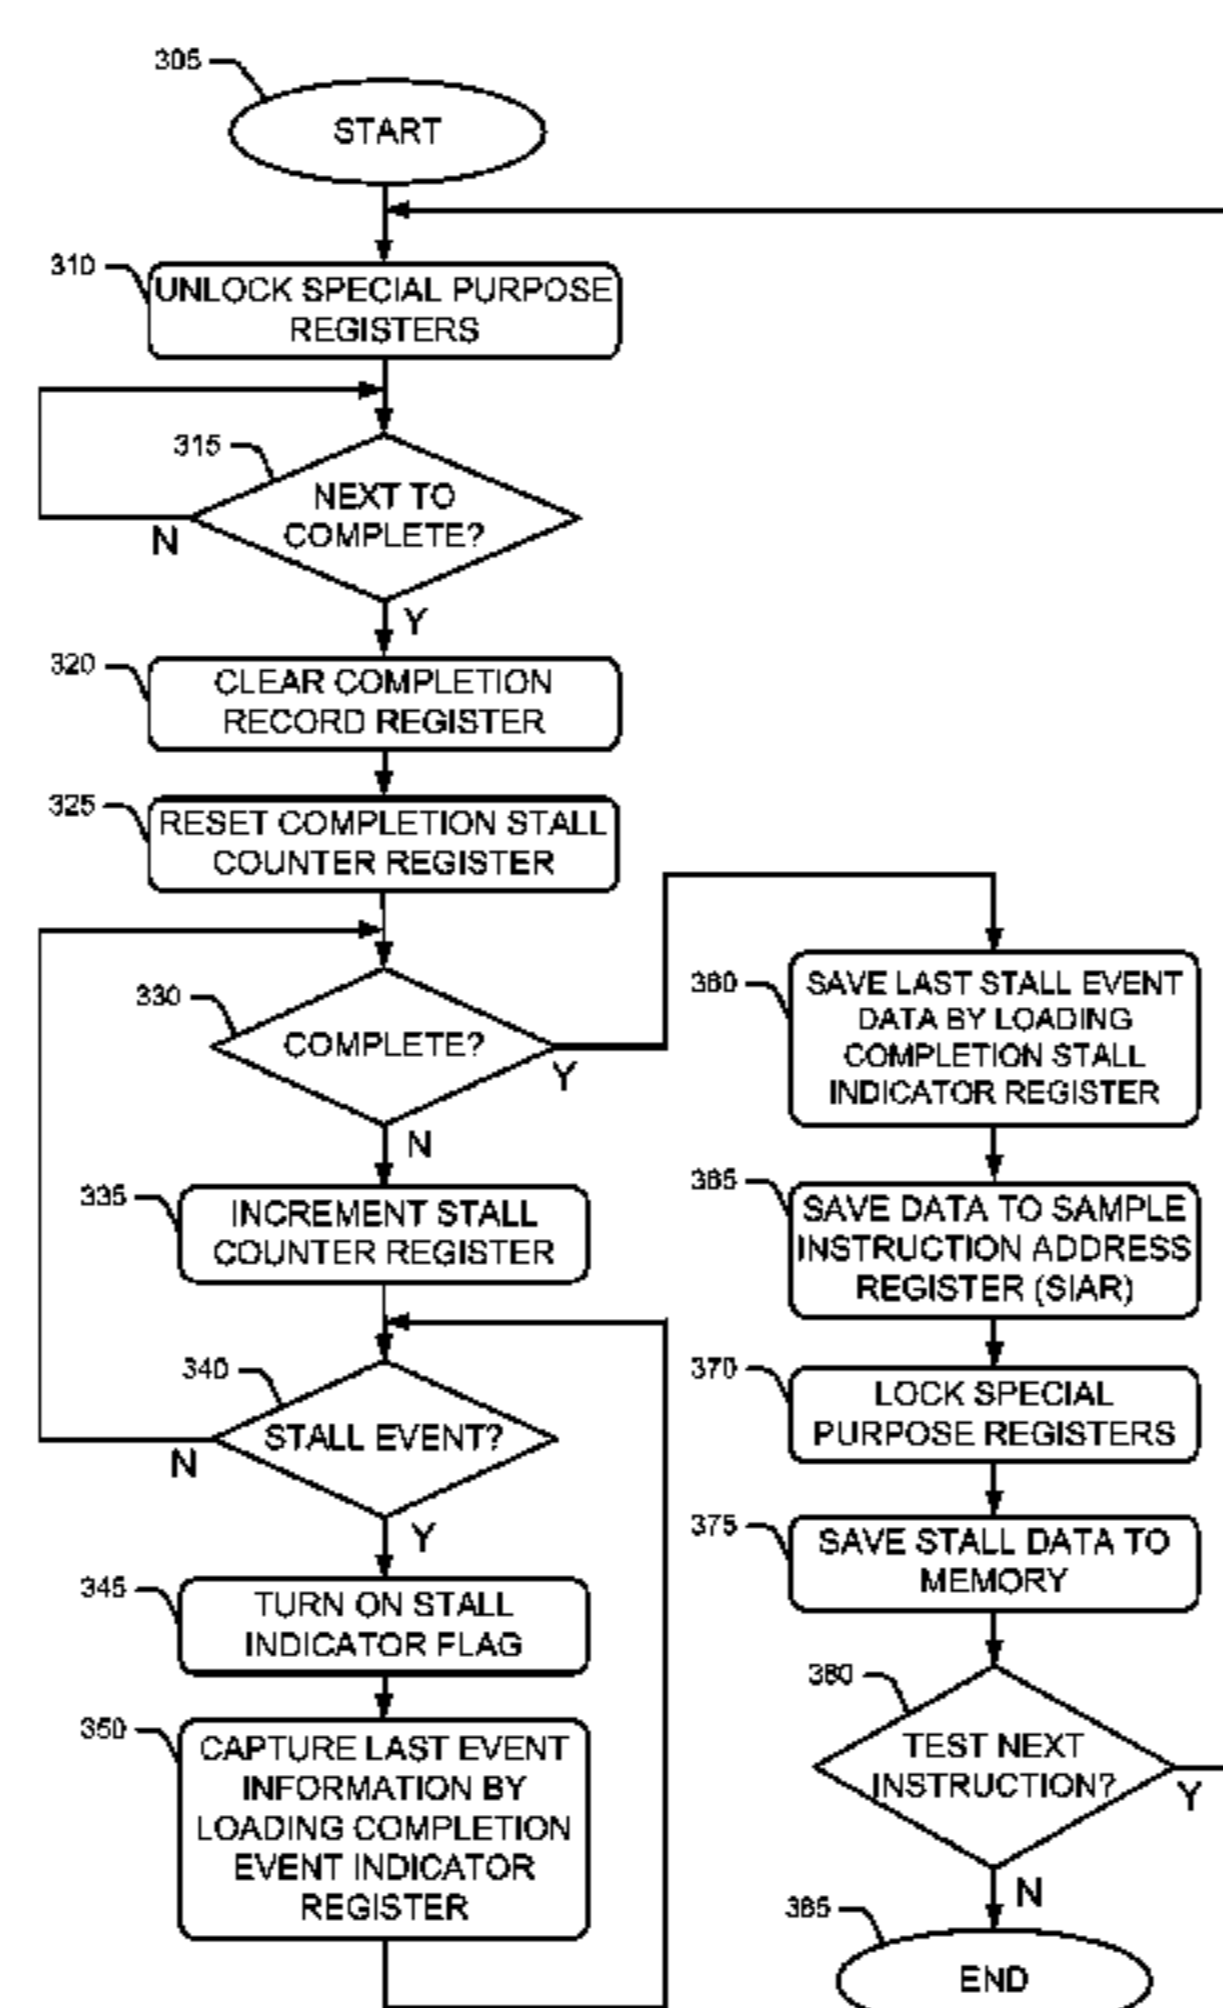 305
START
310
UNLOCK SPECIAL PURPOSE
REGISTERS
315
NEXT TO
COMPLETE?
N
Y
320
CLEAR COMPLETION
RECORD REGISTER
325
RESET COMPLETION STALL
COUNTER REGISTER
330
COMPLETE?
Y
N
335
INCREMENT STALL
COUNTER REGISTER
340
STALL EVENT?
N
Y
345
TURN ON STALL
INDICATOR FLAG
350
CAPTURE LAST EVENT
INFORMATION BY
LOADING COMPLETION
EVENT INDICATOR
REGISTER
360
SAVE LAST STALL EVENT
DATA BY LOADING
COMPLETION STALL
INDICATOR REGISTER
365
SAVE DATA TO SAMPLE
INSTRUCTION ADDRESS
REGISTER (SIAR)
370
LOCK SPECIAL
PURPOSE REGISTERS
375
SAVE STALL DATA TO
MEMORY
380
TEST NEXT
INSTRUCTION?
Y
N
385
END